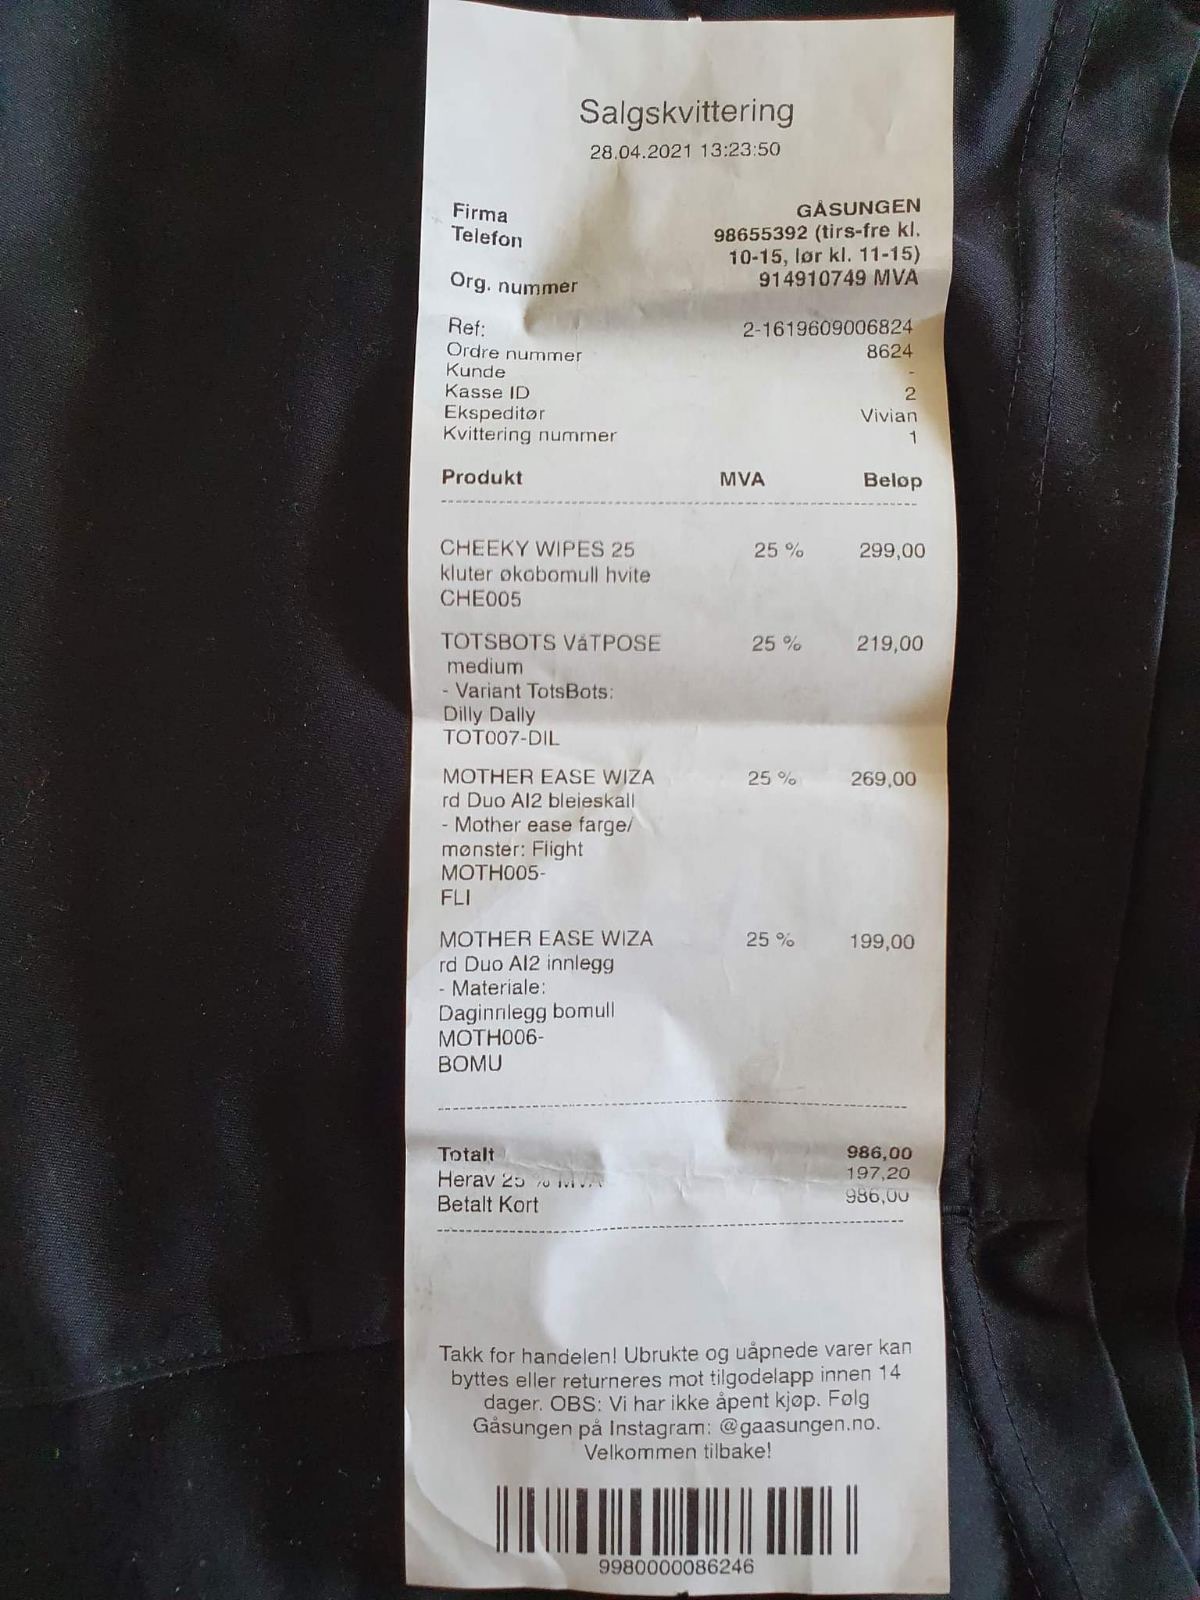 Salgskvittering
28.04.2021 13:23:50
Firma GÅSUNGEN
Telefon 98655392 (tirs-fre kl.
10-15, lør kl. 11-15)
Org. nummer 914910749 MVA
Ref: 2-1619609006824
Ordre nummer 8624
Kunde -
Kasse ID 2
Ekspeditør Vivian
Kvittering nummer 1
Produkt MVA Beløp
CHEEKY WIPES 25 25 % 299,00
kluter økobomull hvite
CHE005
TOTSBOTS VåTPOSE 25 % 219,00
medium
- Variant TotsBots:
Dilly Dally
TOT007-DIL
MOTHER EASE WIZA 25 % 269,00
rd Duo AI2 bleieskall
- Mother ease farge/
mønster: Flight
MOTH005-
FLI
MOTHER EASE WIZA 25 % 199,00
rd Duo AI2 innlegg
- Materiale:
Daginnlegg bomull
MOTH006-
BOMU
Totalt 986,00
Herav 25 % MVA 197,20
Betalt Kort 986,00
Takk for handelen! Ubrukte og uåpnede varer kan
byttes eller returneres mot tilgodelapp innen 14
dager. OBS: Vi har ikke åpent kjøp. Følg
Gåsungen på Instagram: @gaasungen.no.
Velkommen tilbake!
9980000086246